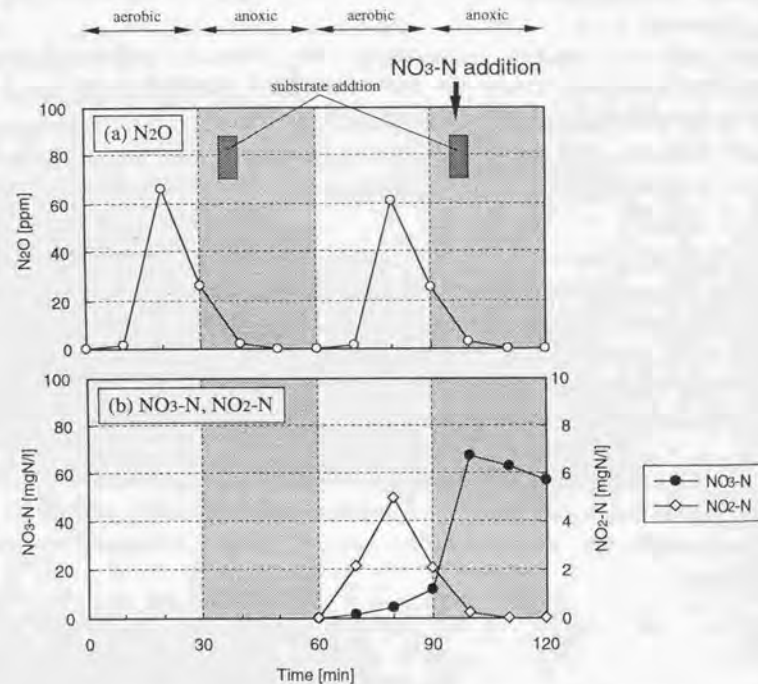 aerobic anoxic aerobic anoxic
NO3-N addition
substrate addtion
(a) N2O
100
80
60
40
20
0
N2O [ppm]
(b) NO3-N, NO2-N
100
80
60
40
20
0
NO3-N [mgN/l]
10
8
6
4
2
0
NO2-N [mgN/l]
NO3-N
NO2-N
0 30 60 90 120
Time [min]